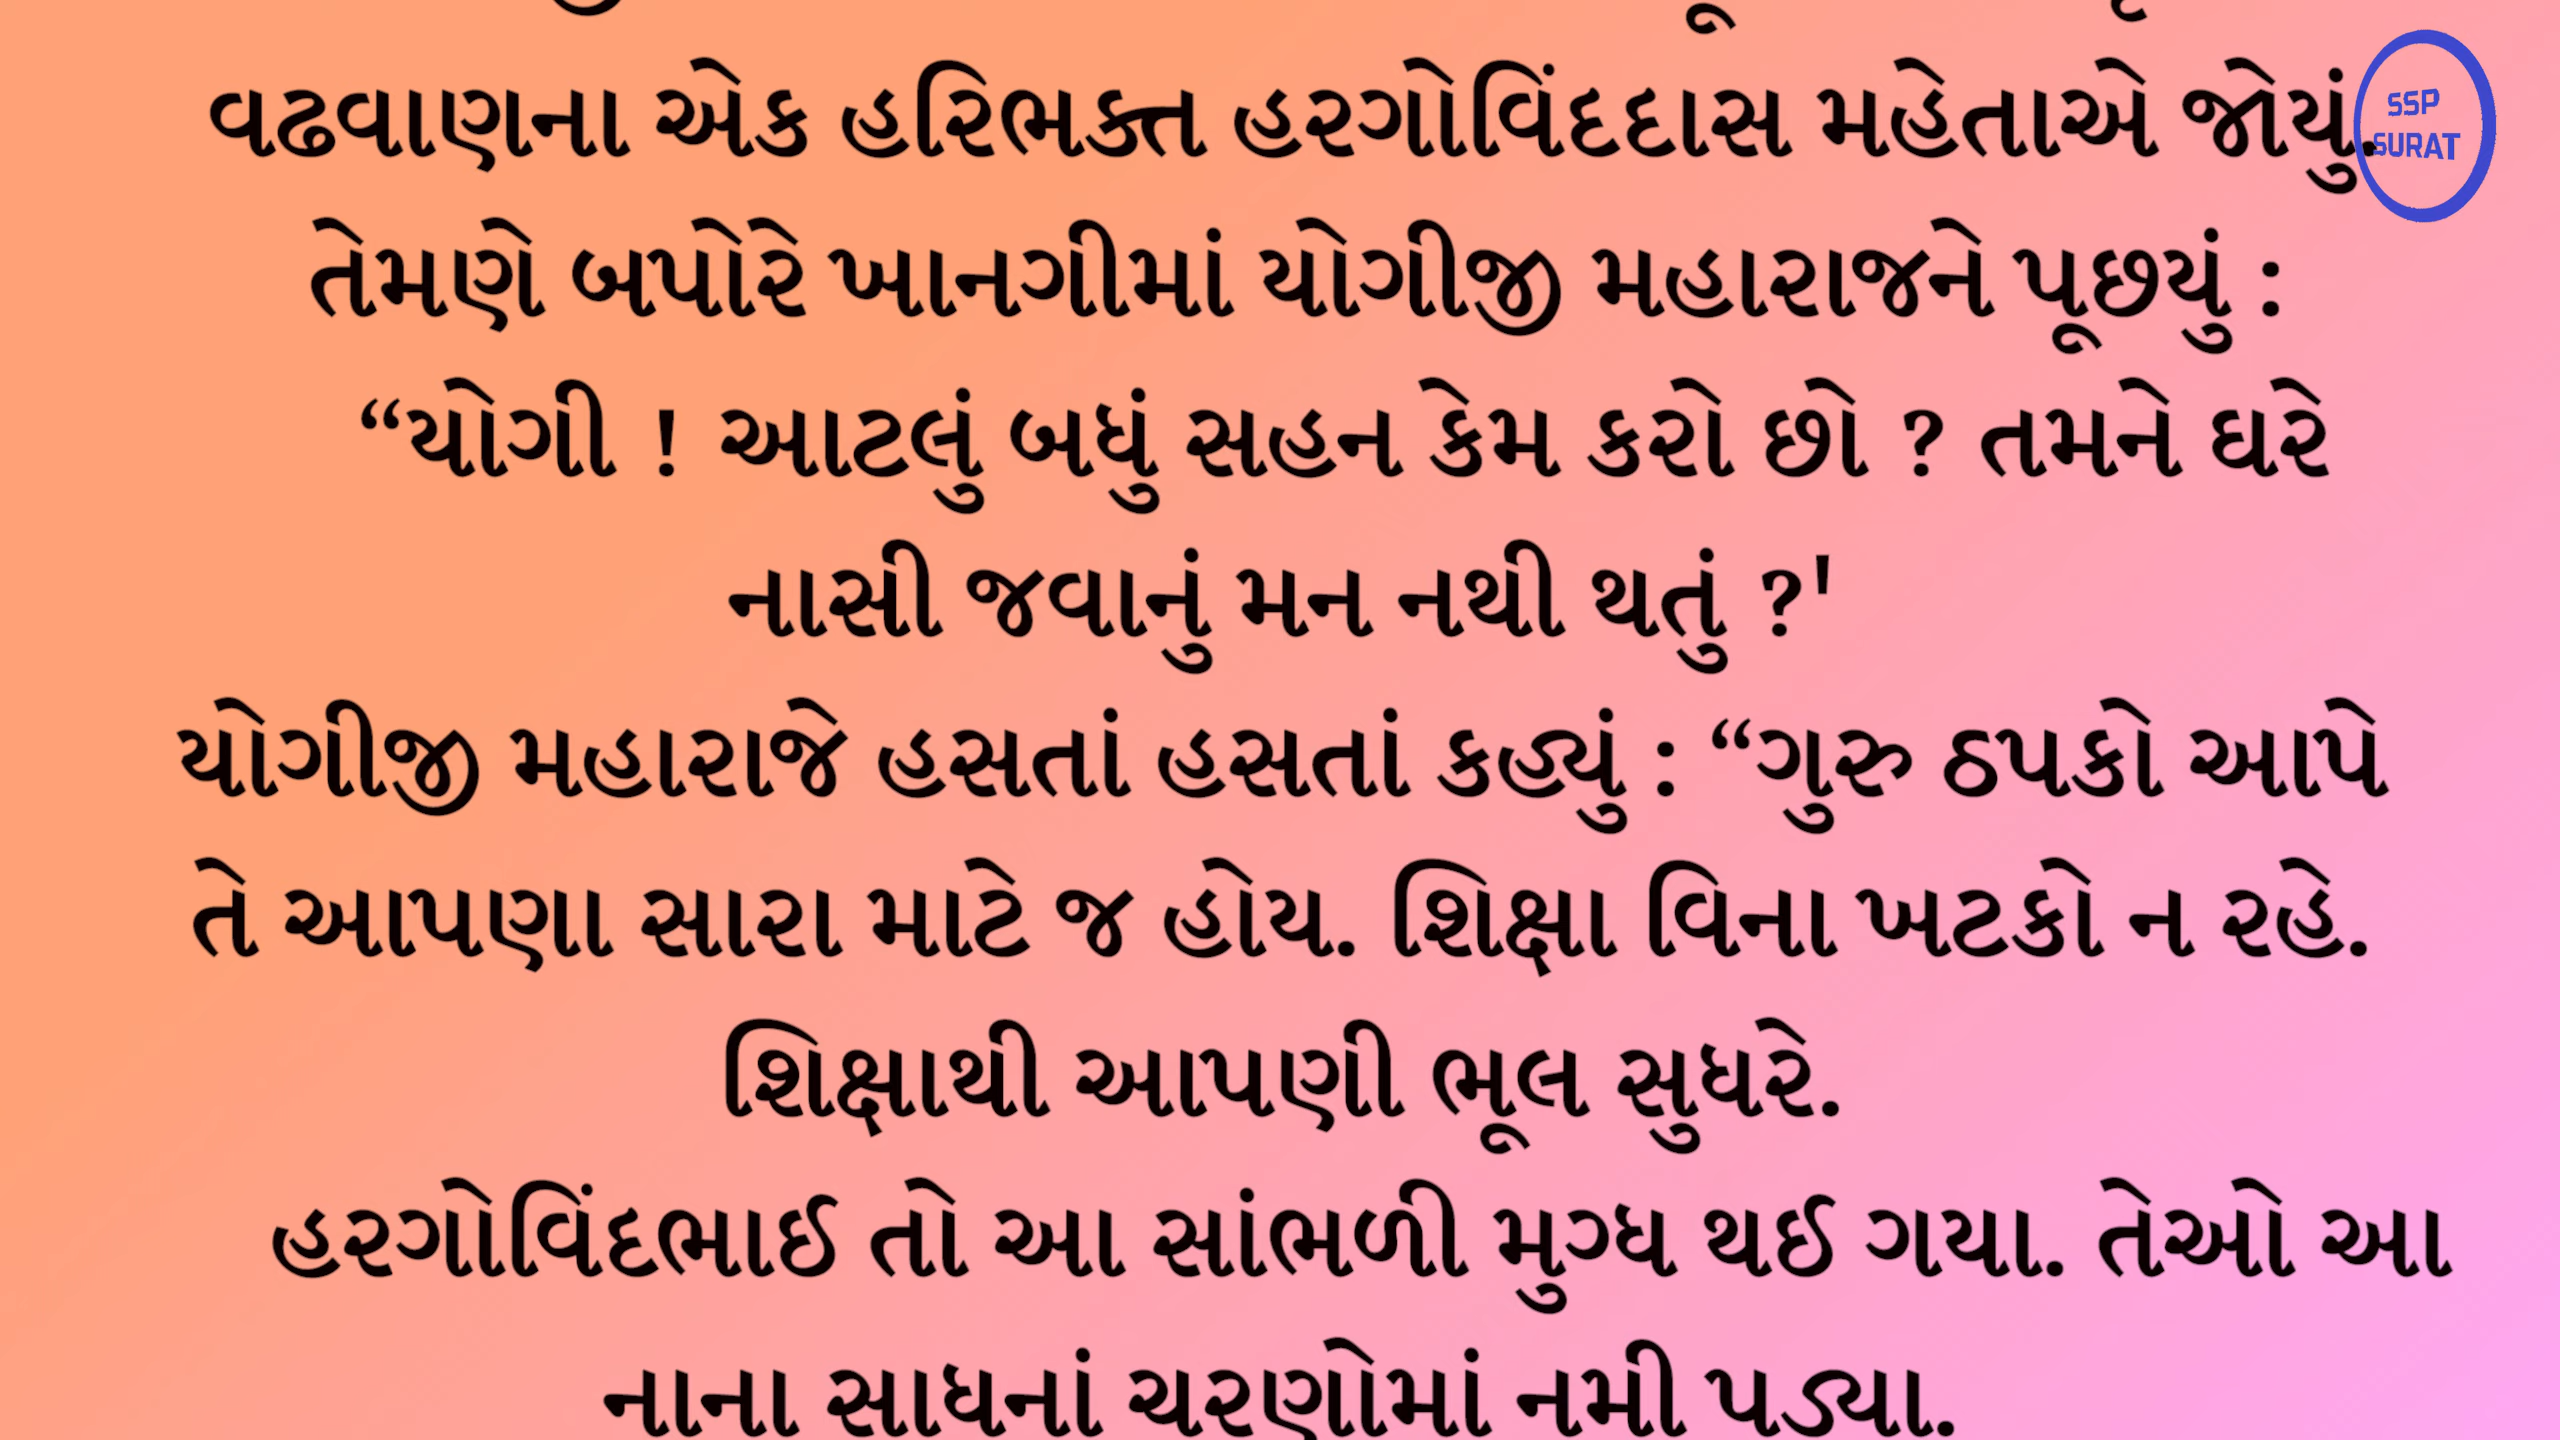 વઢવાણના એક હરિભક્ત હરગોવિંદદાસ મહેતાએ જોયું.
SSP
SURAT
તેમણે બપોરે ખાનગીમાં યોગીજી મહારાજને પૂછયું :
“યોગી ! આટલું બધું સહન કેમ કરો છો ? તમને ઘરે
નાસી જવાનું મન નથી થતું ?'
યોગીજી મહારાજે હસતાં હસતાં કહ્યું : “ગુરુ ઠપકો આપે
તે આપણા સારા માટે જ હોય. શિક્ષા વિના ખટકો ન રહે.
શિક્ષાથી આપણી ભૂલ સુધરે.
હરગોવિંદભાઈ તો આ સાંભળી મુગ્ધ થઈ ગયા. તેઓ આ
નાના સાધનાં ચરણોમાં નમી પડ્યા.